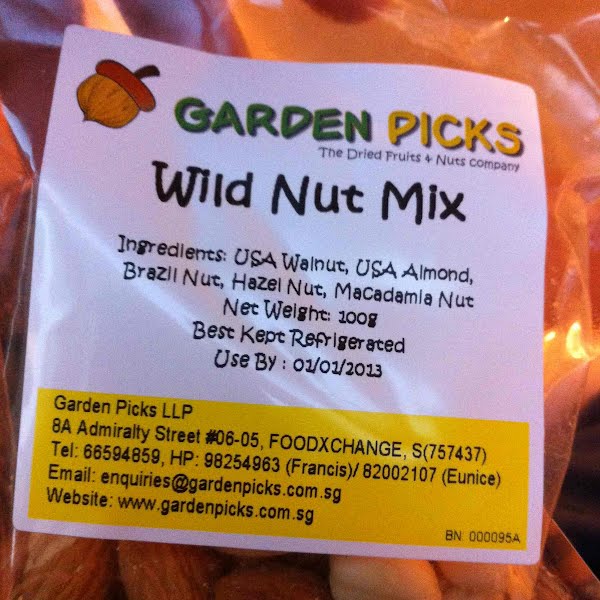 GARDEN PICKS
The Dried Fruits & Nuts Company
Wild Nut Mix
Ingredients: USA Walnut, USA Almond,
Brazil Nut, Hazel Nut, Macadamia Nut
Net Weight: 100g
Best Kept Refrigerated
Use By : 01/01/2013
Garden Picks LLP
8A Admiralty Street #06-05, FOODXCHANGE, S(757437)
Tel: 66594859, HP: 98254963 (Francis)/ 82002107 (Eunice)
Email: enquiries@gardenpicks.com.sg
Website: www.gardenpicks.com.sg
BN: 000095A